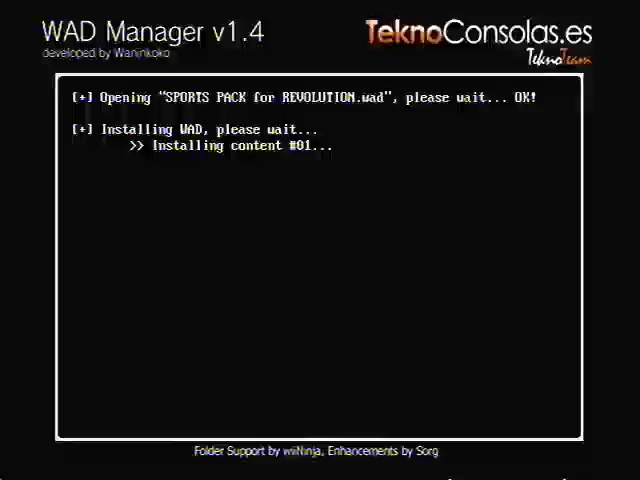 WAD Manager v1.4
developed by Waninkoko
TeknoConsolas.es
TeknoTeam
[+] Opening "SPORTS PACK for REVOLUTION.wad", please wait... OK!
[+] Installing WAD, please wait...
>> Installing content #01...
Folder Support by wiiNinja, Enhancements by Sorg